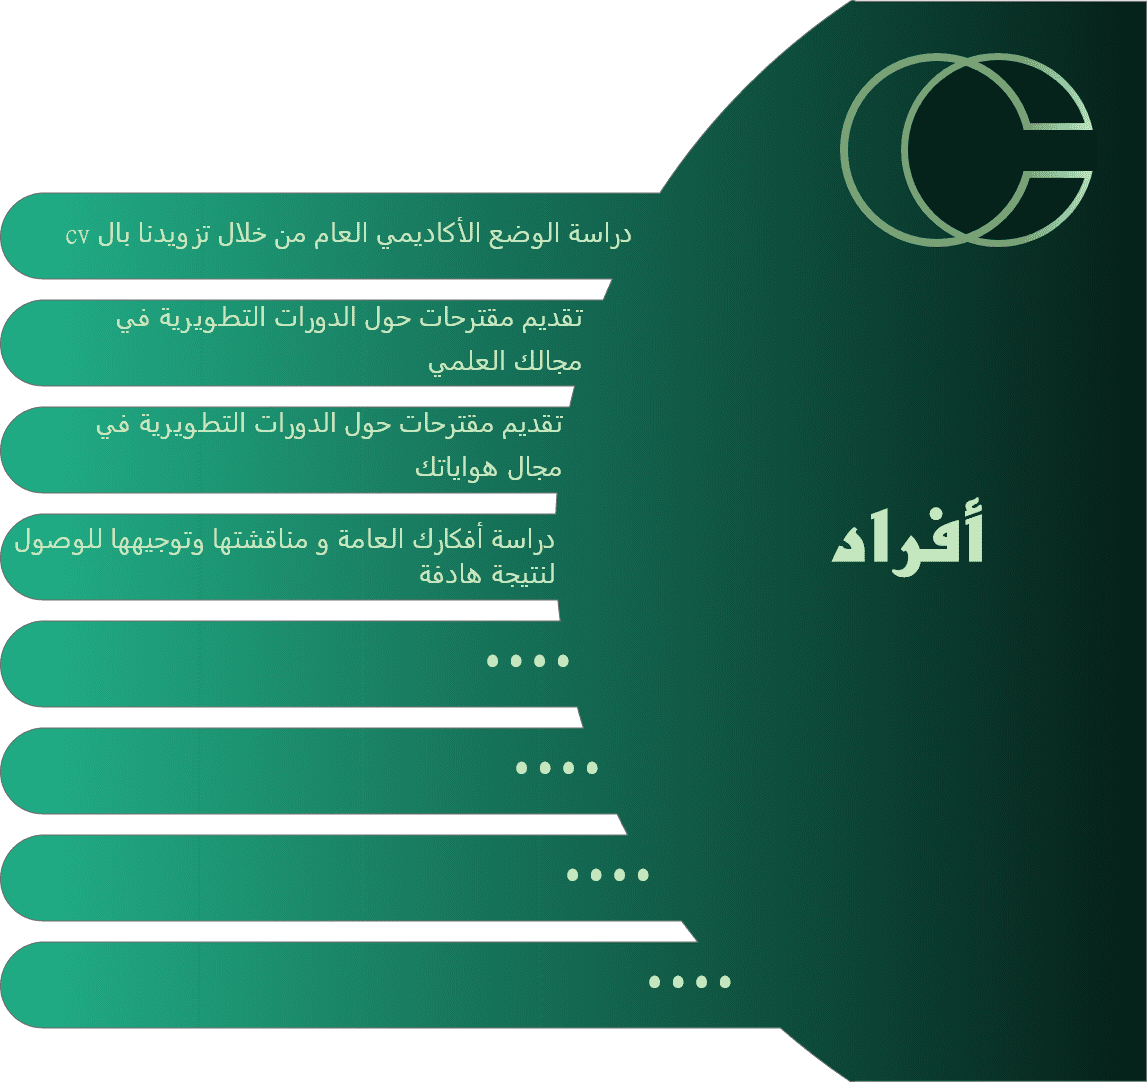 دراسة الوضع الأكاديمي العام من خلال تزويدنا بال cv
تقديم مقترحات حول الدورات التطويرية في
مجالك العلمي
تقديم مقترحات حول الدورات التطويرية في
مجال هواياتك
دراسة أفكارك العامة و مناقشتها وتوجيهها للوصول
لنتيجة هادفة
أفراد
....
....
....
....